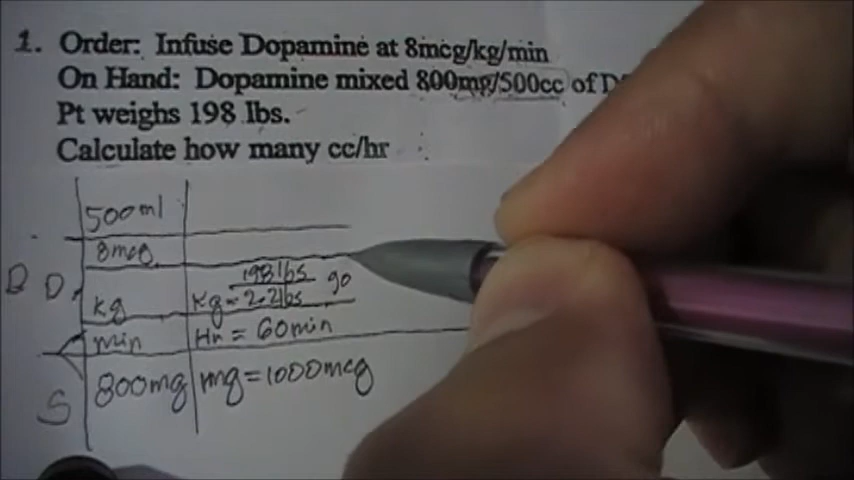 1. Order: Infuse Dopamine at 8mcg/kg/min
On Hand: Dopamine mixed 800mg/500cc of
Pt weighs 198 lbs.
Calculate how many cc/hr
500ml
8mcg
D D.
198 lbs 90
kg Kg = 2.2lbs
min Hr = 60min
S 800mg mg=1000mcg